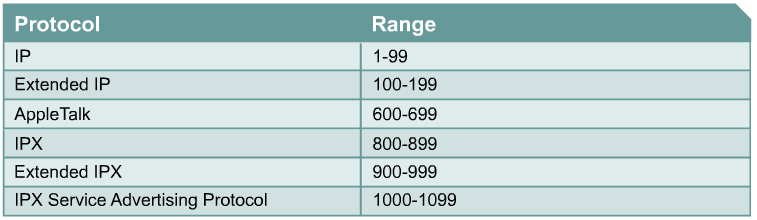 Protocol Range
IP 1-99
Extended IP 100-199
AppleTalk 600-699
IPX 800-899
Extended IPX 900-999
IPX Service Advertising Protocol 1000-1099